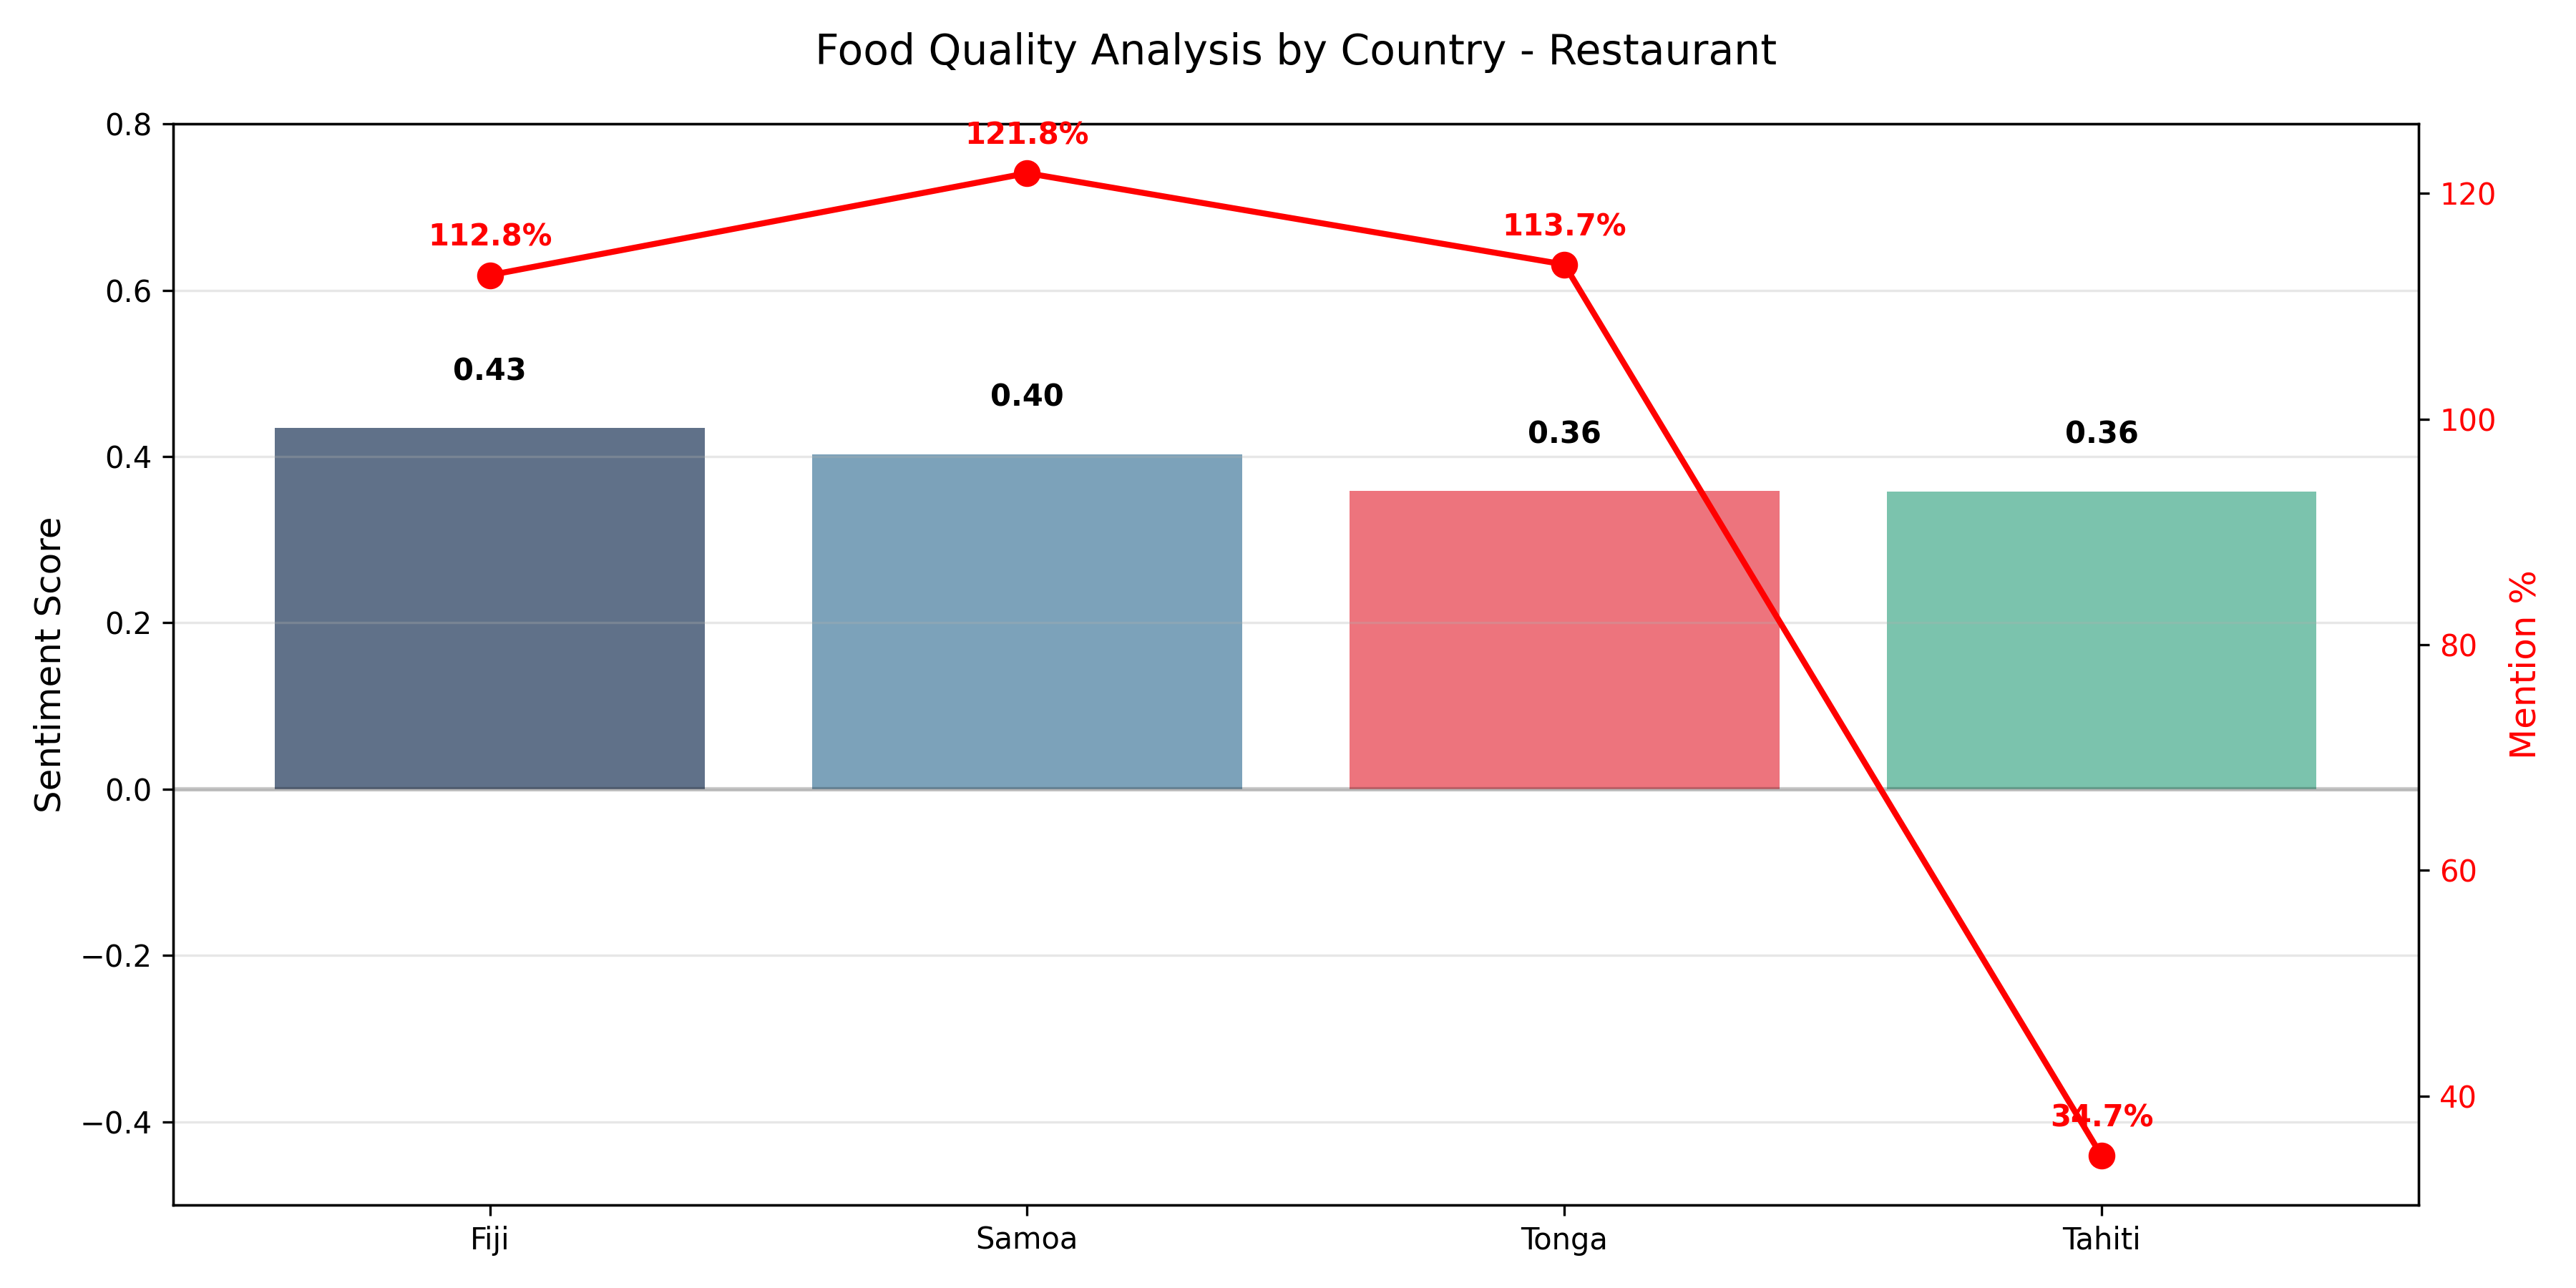 Food Quality Analysis by Country - Restaurant
0.8
0.6
0.4
0.2
0.0
−0.2
−0.4
Sentiment Score
112.8%
121.8%
113.7%
34.7%
0.43
0.40
0.36
0.36
120
100
80
60
40
Mention %
Fiji
Samoa
Tonga
Tahiti